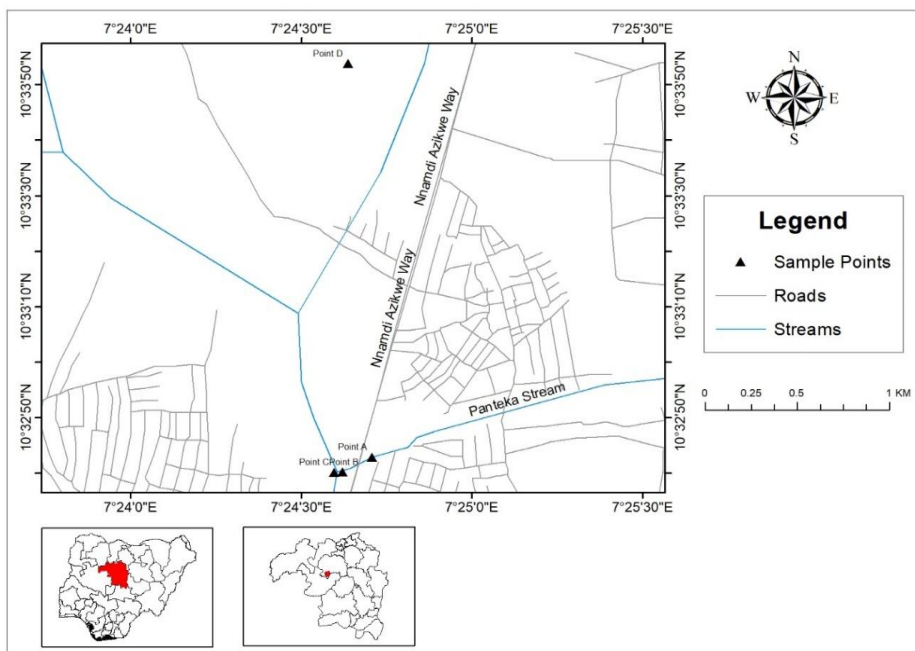 7°24'0"E
7°24'30"E
7°25'0"E
7°25'30"E
Point D
10°33'50"N
10°33'50"N
N
W
E
S
Nnamdi Azikwe Way
10°33'30"N
10°33'30"N
Legend
Sample Points
Roads
Streams
Nnamdi Azikwe Way
10°33'10"N
10°33'10"N
0
0.25
0.5
1 KM
Panteka Stream
10°32'50"N
10°32'50"N
Point A
Point C
Point B
7°24'0"E
7°24'30"E
7°25'0"E
7°25'30"E